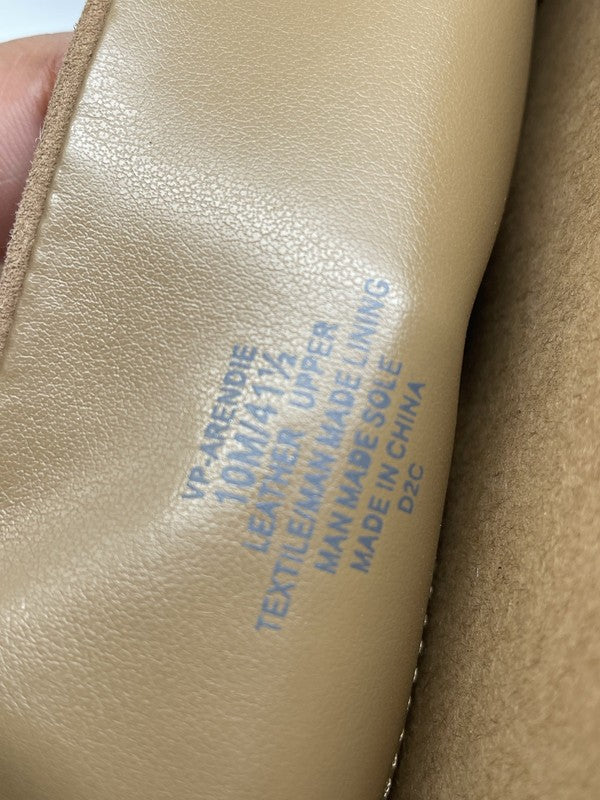 VP-ARENDIE
10M/41½
LEATHER UPPER
TEXTILE/MAN MADE LINING
MAN MADE SOLE
MADE IN CHINA
D2C